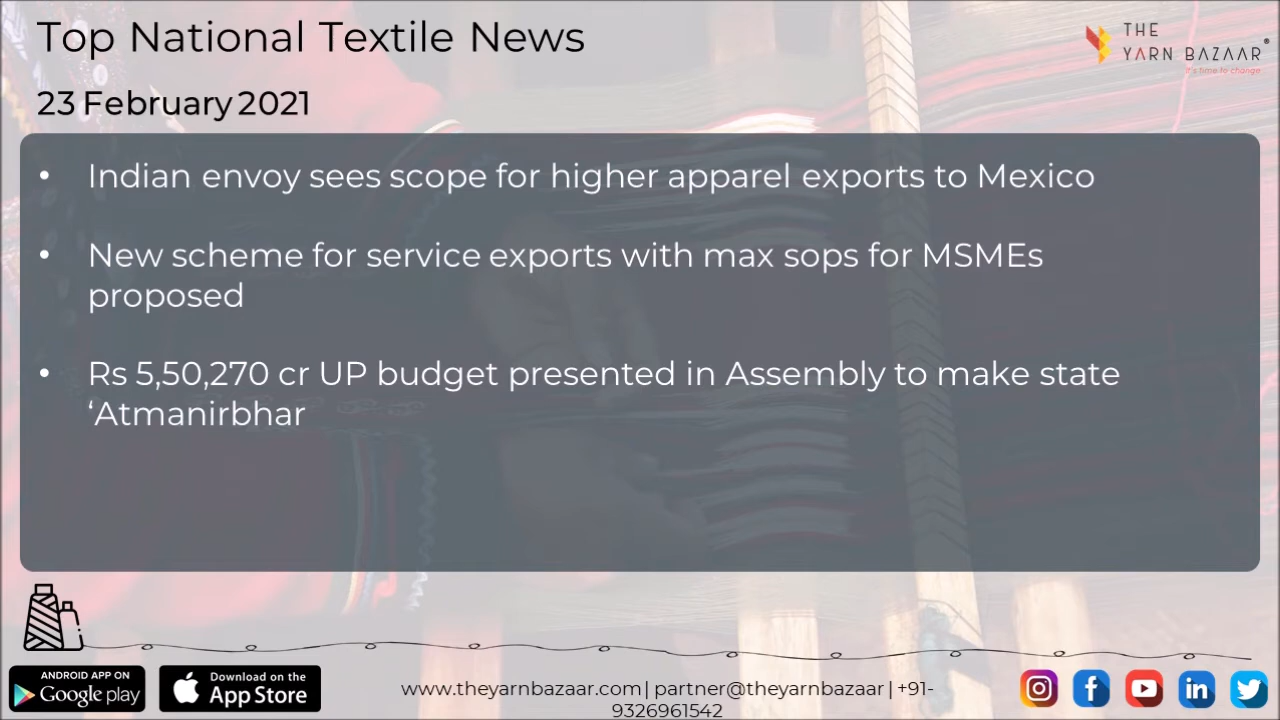 Top National Textile News
THE
YARN BAZAAR®
it's time to change
23 February 2021
• Indian envoy sees scope for higher apparel exports to Mexico
• New scheme for service exports with max sops for MSMEs
proposed
• Rs 5,50,270 cr UP budget presented in Assembly to make state
‘Atmanirbhar
ANDROID APP ON
Google play
Download on the
App Store
www.theyarnbazaar.com| partner@theyarnbazaar | +91-
9326961542
in